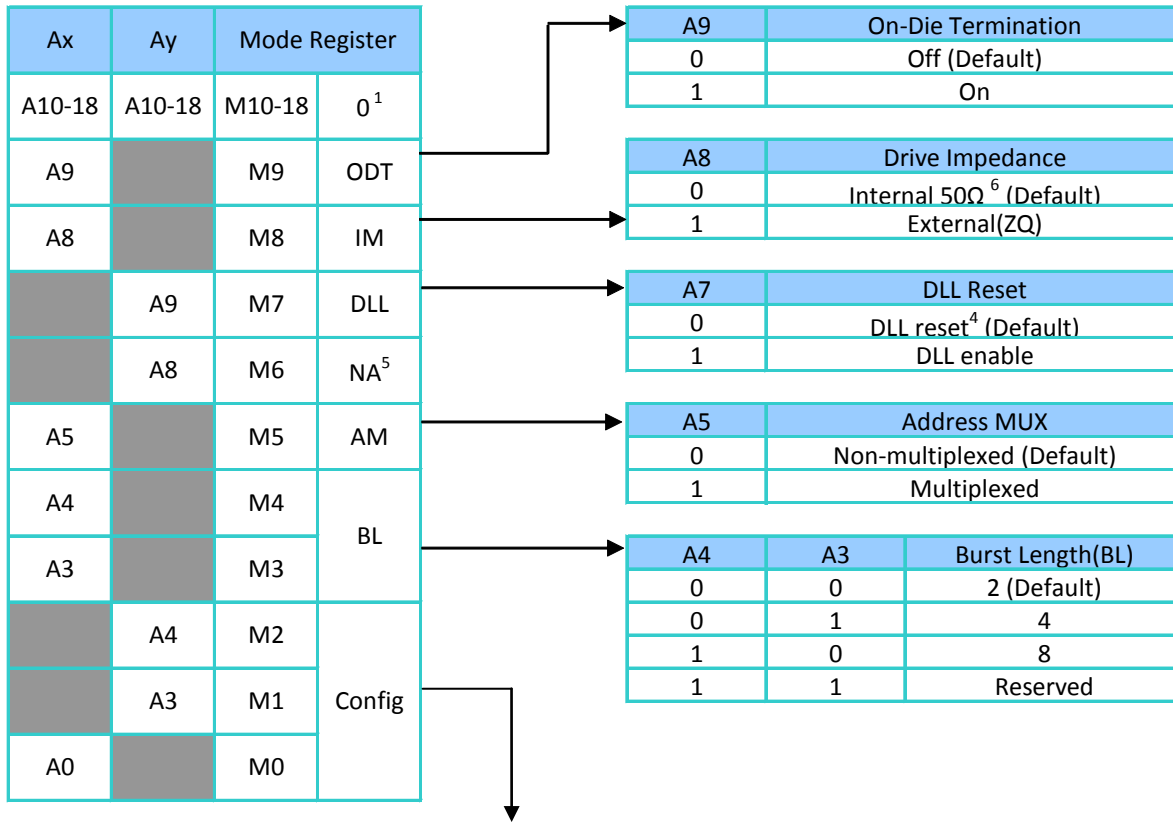 Ax Ay Mode Register
A10-18 A10-18 M10-18 0¹
A9 M9 ODT
A8 M8 IM
A9 M7 DLL
A8 M6 NA⁵
A5 M5 AM
A4 M4 BL
A3 M3
A4 M2 Config
A3 M1
A0 M0
A9 On-Die Termination
0 Off (Default)
1 On
A8 Drive Impedance
0 Internal 50Ω ⁶ (Default)
1 External(ZQ)
A7 DLL Reset
0 DLL reset⁴ (Default)
1 DLL enable
A5 Address MUX
0 Non-multiplexed (Default)
1 Multiplexed
A4 A3 Burst Length(BL)
0 0 2 (Default)
0 1 4
1 0 8
1 1 Reserved